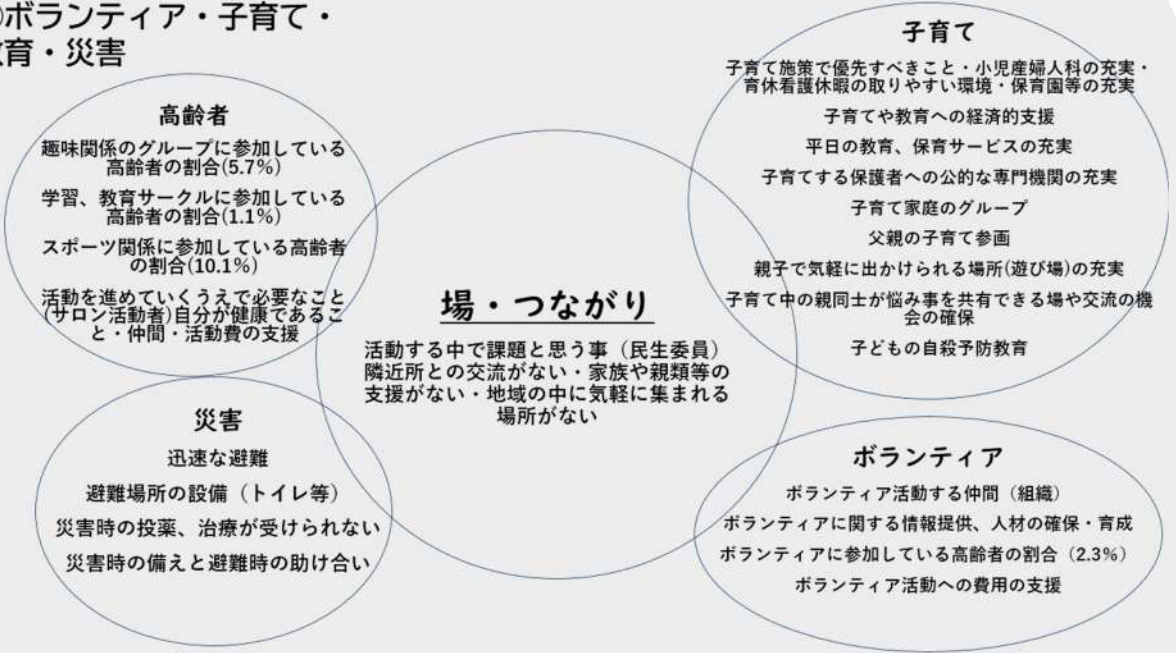 ボランティア・子育て・
育・災害
高齢者
趣味関係のグループに参加している
高齢者の割合(5.7%)
学習、教育サークルに参加している
高齢者の割合(1.1%)
スポーツ関係に参加している高齢者
の割合(10.1%)
活動を進めていくうえで必要なこと
(サロン活動者)自分が健康であるこ
と・仲間・活動費の支援
子育て
子育て施策で優先すべきこと・小児産婦人科の充実・
育休看護休暇の取りやすい環境・保育園等の充実
子育てや教育への経済的支援
平日の教育、保育サービスの充実
子育てする保護者への公的な専門機関の充実
子育て家庭のグループ
父親の子育て参画
親子で気軽に出かけられる場所(遊び場)の充実
子育て中の親同士が悩み事を共有できる場や交流の機
会の確保
子どもの自殺予防教育
場・つながり
活動する中で課題と思う事（民生委員）
隣近所との交流がない・家族や親類等の
支援がない・地域の中に気軽に集まれる
場所がない
災害
迅速な避難
避難場所の設備（トイレ等）
災害時の投薬、治療が受けられない
災害時の備えと避難時の助け合い
ボランティア
ボランティア活動する仲間（組織）
ボランティアに関する情報提供、人材の確保・育成
ボランティアに参加している高齢者の割合（2.3%）
ボランティア活動への費用の支援